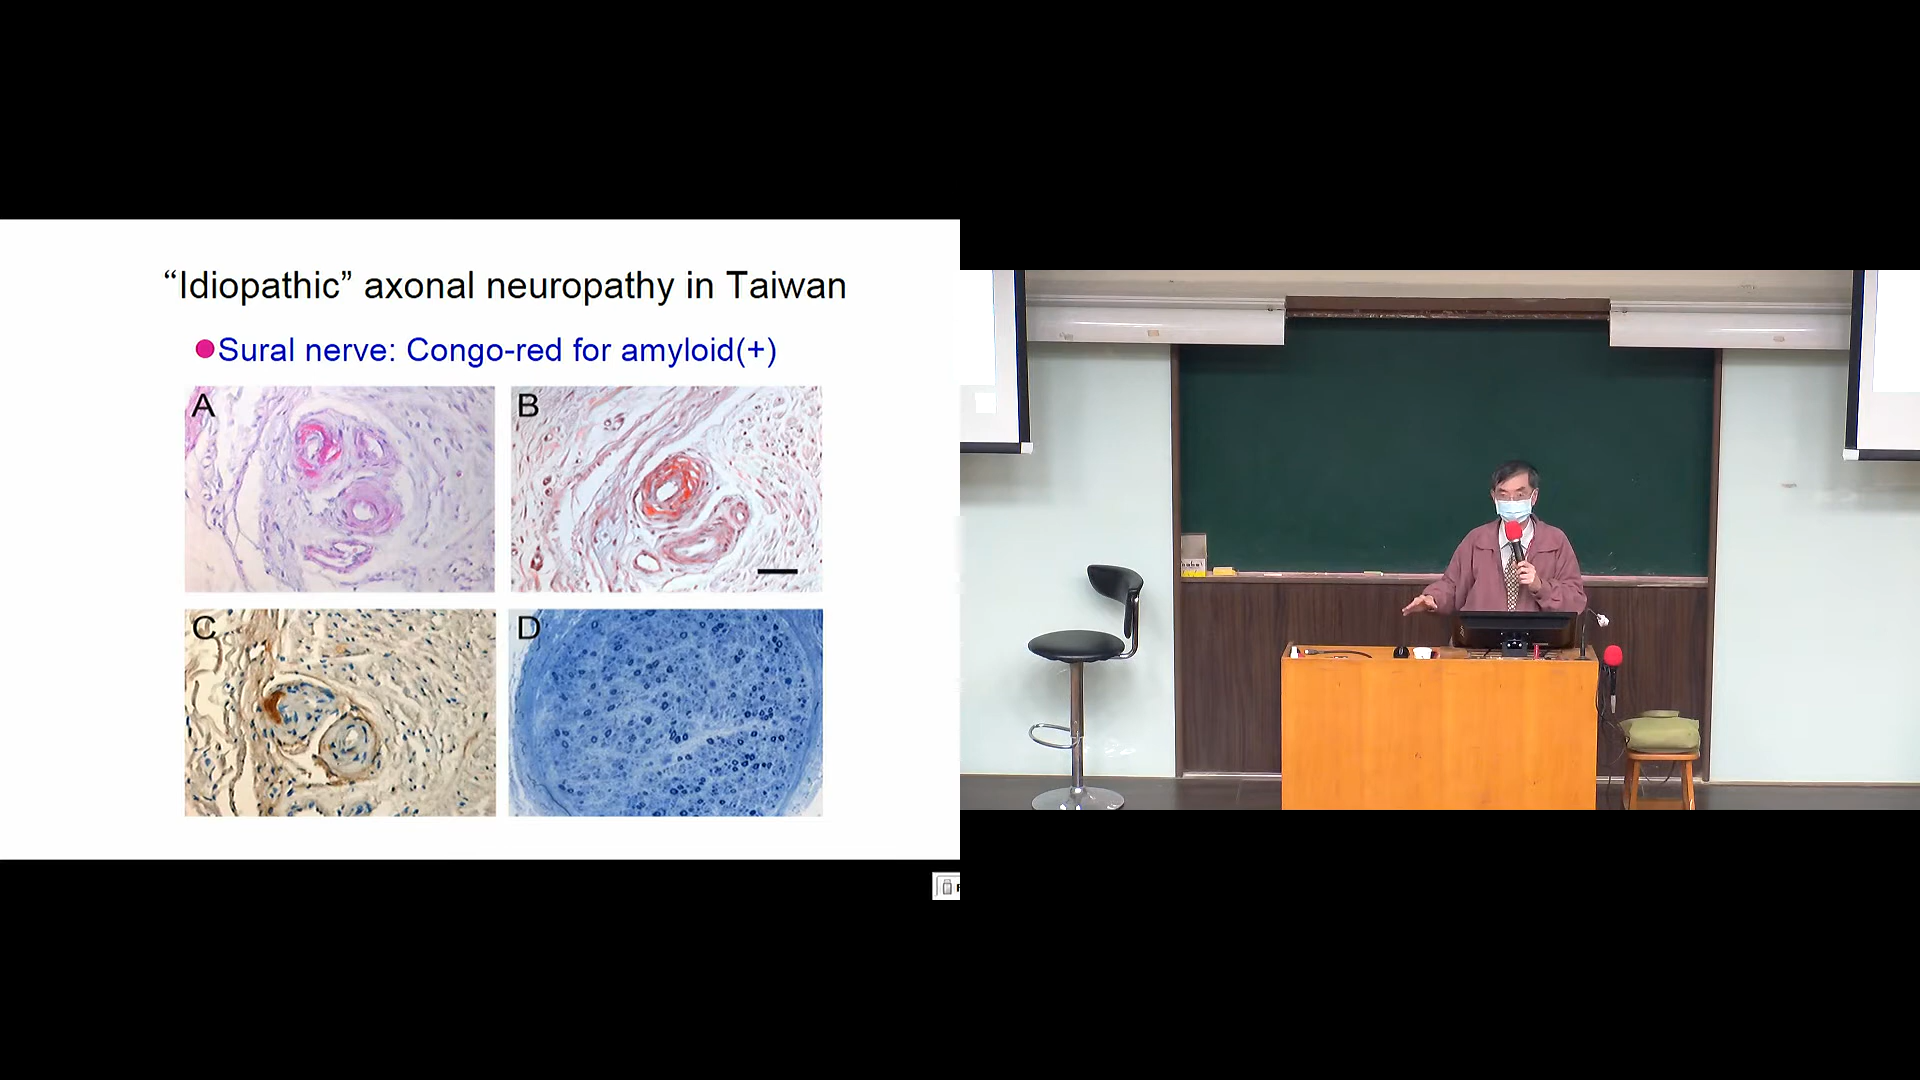 “Idiopathic” axonal neuropathy in Taiwan
Sural nerve: Congo-red for amyloid(+)
A
B
C
D